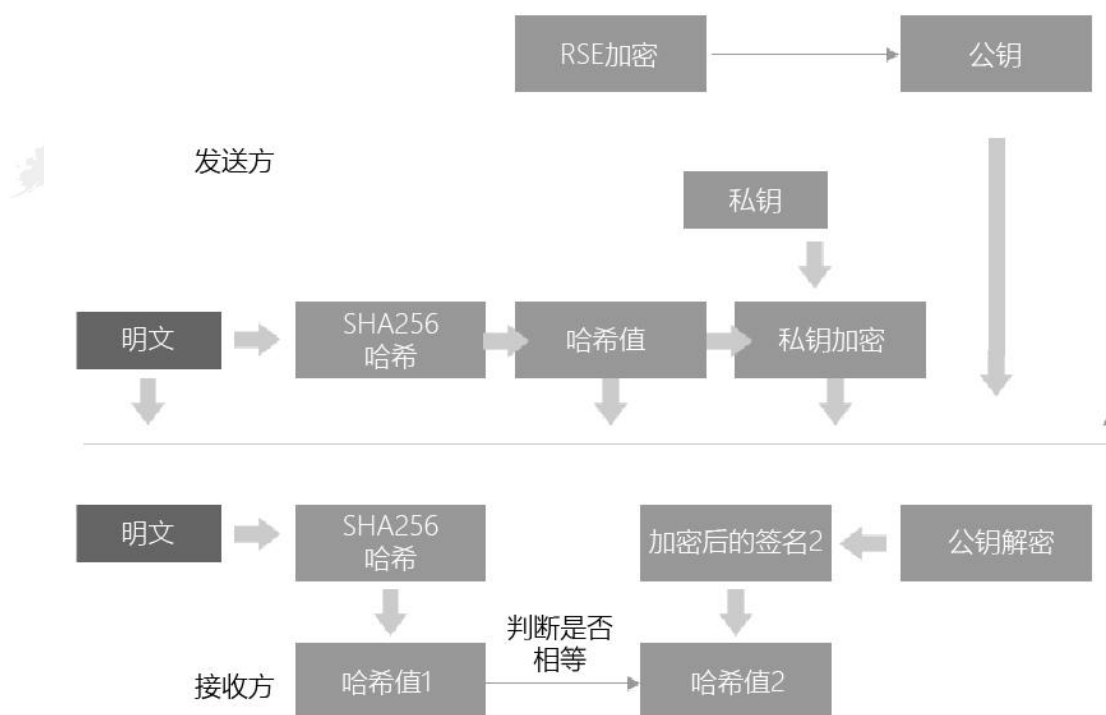 RSE加密
公钥
发送方
私钥
明文
SHA256
哈希
哈希值
私钥加密
明文
SHA256
哈希
加密后的签名2
公钥解密
判断是否
相等
接收方
哈希值1
哈希值2